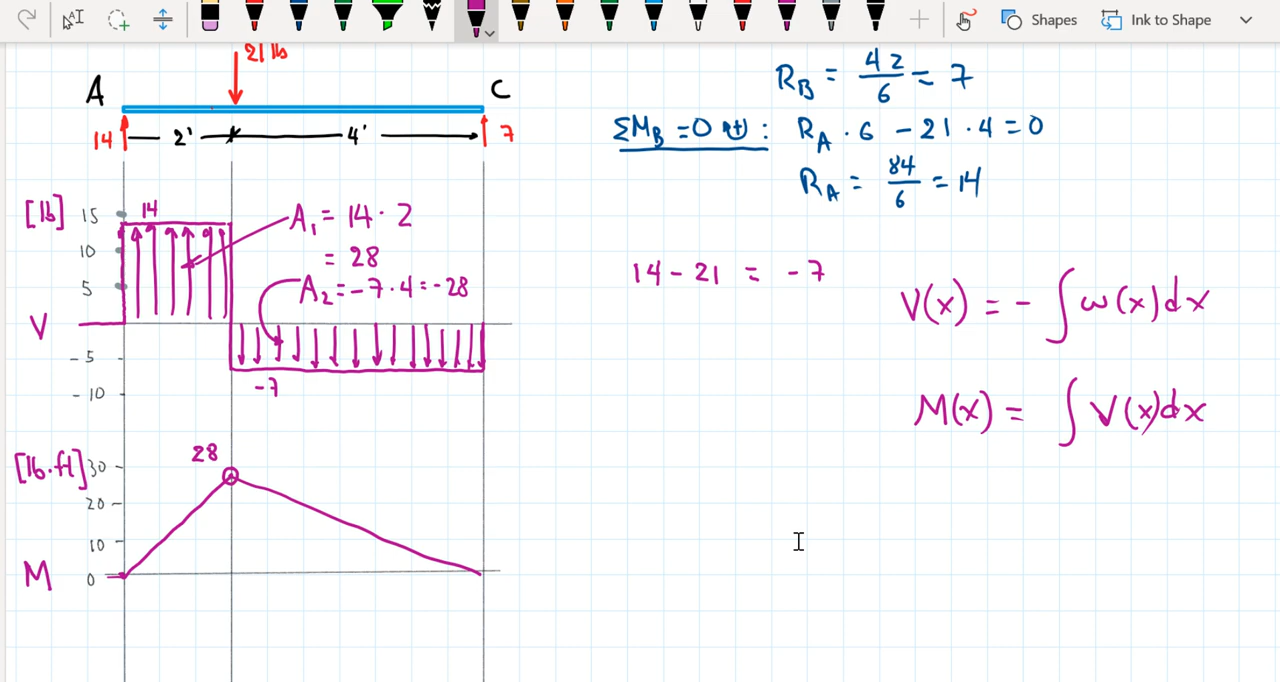 Shapes
Ink to Shape
21 lb
A
C
14
2'
4'
7
R_B = 42/6 = 7
ΣM_B = 0 ↻+ : R_A · 6 - 21 · 4 = 0
R_A = 84/6 = 14
[lb]
15
14
A₁ = 14 · 2
10
= 28
5
A₂ = -7 · 4 = -28
14 - 21 = -7
V(x) = - ∫ω(x)dx
V
-5
-7
-10
M(x) = ∫V(x)dx
28
[lb·ft]
30
20
10
M
0